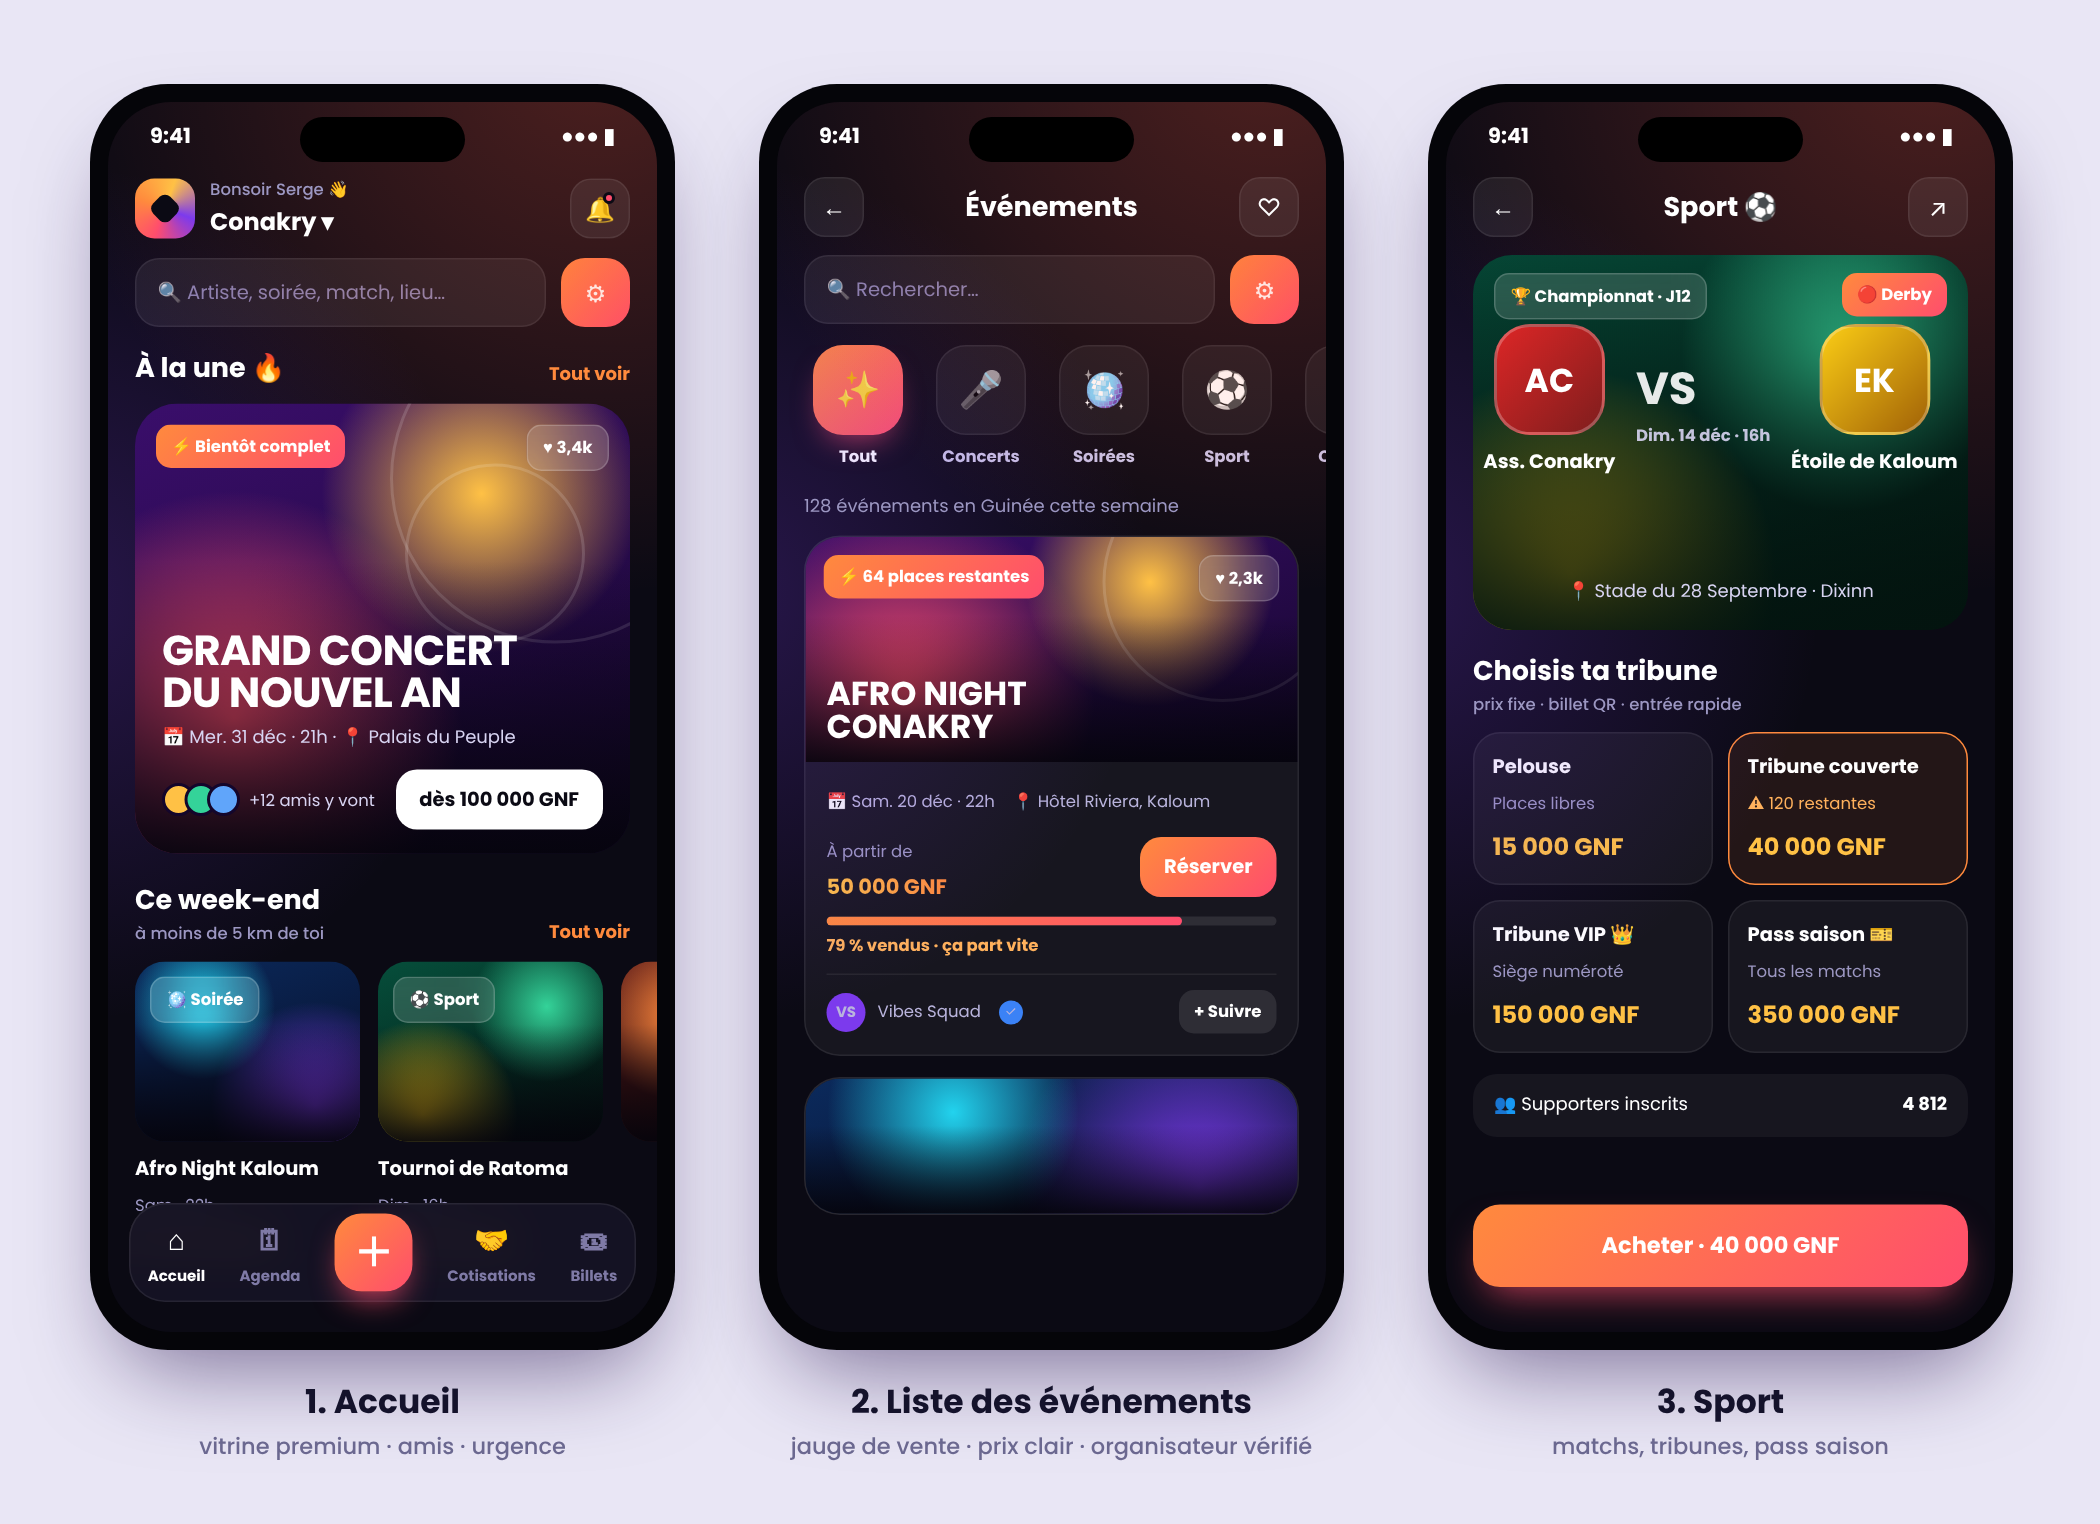 9:41
Bonsoir Serge 👋
Conakry ▾
🔍 Artiste, soirée, match, lieu...
À la une 🔥
Tout voir
⚡ Bientôt complet
♥ 3,4k
GRAND CONCERT
DU NOUVEL AN
📅 Mer. 31 déc · 21h · 📍 Palais du Peuple
+12 amis y vont
dès 100 000 GNF
Ce week-end
à moins de 5 km de toi
Tout voir
🪩 Soirée
⚽ Sport
Afro Night Kaloum
Tournoi de Ratoma
Sam · 22h
Dim · 16h
Accueil
Agenda
+
Cotisations
Billets
1. Accueil
vitrine premium · amis · urgence
9:41
←
Événements
🔍 Rechercher...
Tout
Concerts
Soirées
Sport
128 événements en Guinée cette semaine
⚡ 64 places restantes
♥ 2,3k
AFRO NIGHT
CONAKRY
📅 Sam. 20 déc · 22h 📍 Hôtel Riviera, Kaloum
À partir de
50 000 GNF
Réserver
79 % vendus · ça part vite
VS
Vibes Squad
+ Suivre
2. Liste des événements
jauge de vente · prix clair · organisateur vérifié
9:41
←
Sport ⚽
↗
🏆 Championnat · J12
🔴 Derby
AC
VS
EK
Dim. 14 déc · 16h
Ass. Conakry
Étoile de Kaloum
📍 Stade du 28 Septembre · Dixinn
Choisis ta tribune
prix fixe · billet QR · entrée rapide
Pelouse
Places libres
15 000 GNF
Tribune couverte
⚠ 120 restantes
40 000 GNF
Tribune VIP 👑
Siège numéroté
150 000 GNF
Pass saison 🎫
Tous les matchs
350 000 GNF
👥 Supporters inscrits
4 812
Acheter · 40 000 GNF
3. Sport
matchs, tribunes, pass saison